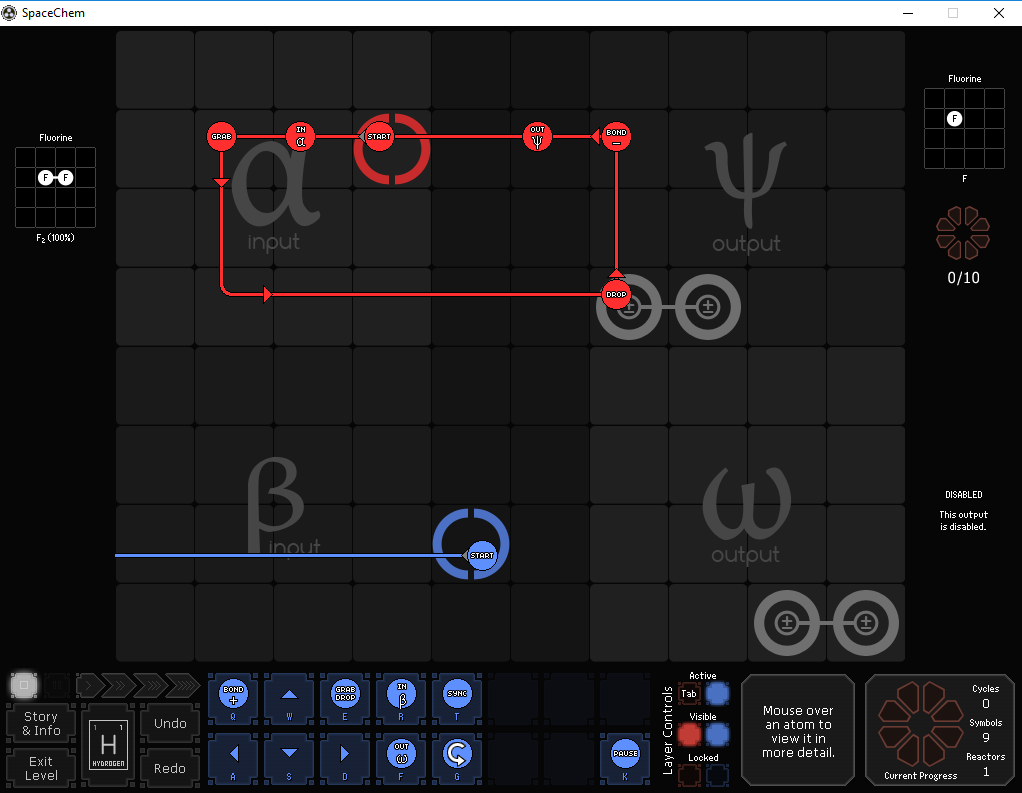 SpaceChem
Fluorine
F F
F₂ (100%)
GRAB
IN
α
START
OUT
ψ
BOND
–
α
input
ψ
output
DROP
±
±
β
input
START
ω
output
±
±
Fluorine
F
F
0/10
DISABLED
This output
is disabled.
Story
& Info
Exit
Level
1 1
H
HYDROGEN
Undo
Redo
BOND
+
Q
W
GRAB
DROP
E
IN
β
R
SYNC
T
A
S
D
OUT
ω
F
G
PAUSE
K
Layer Controls
Active
Tab
Visible
Locked
Mouse over
an atom to
view it in
more detail.
Current Progress
Cycles
0
Symbols
9
Reactors
1